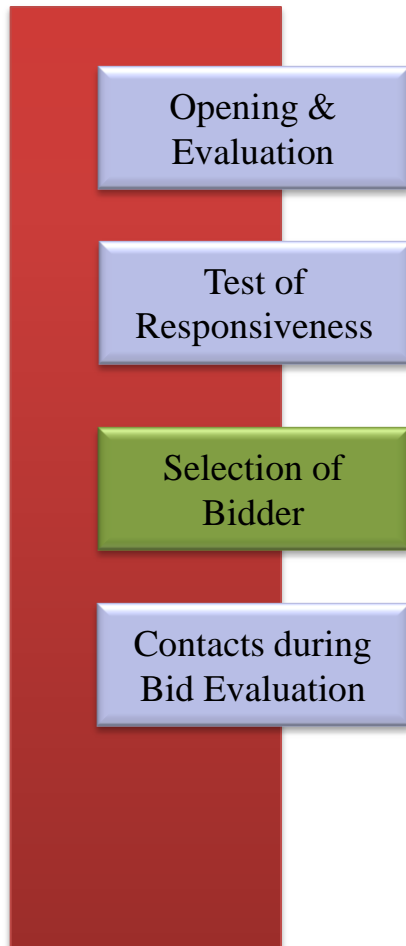 Opening &
Evaluation
Test of
Responsiveness
Selection of
Bidder
Contacts during
Bid Evaluation